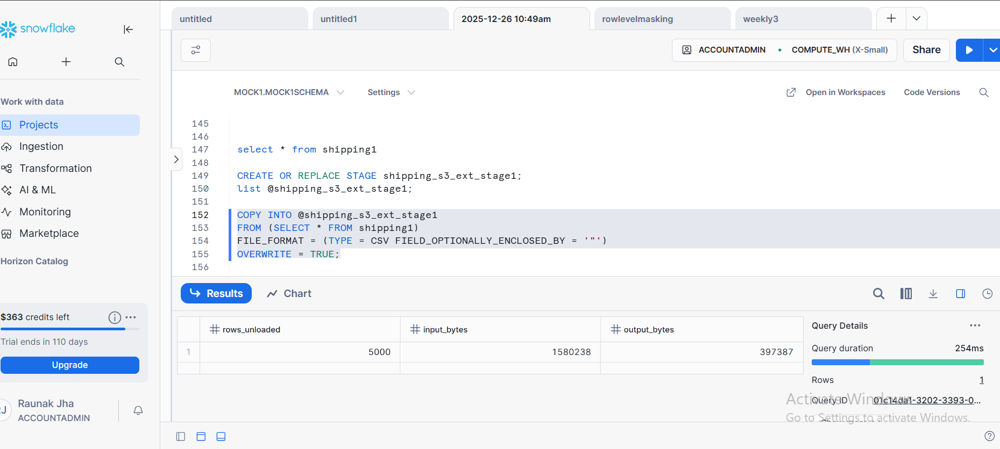 snowflake
Work with data
Projects
Ingestion
Transformation
AI & ML
Monitoring
Marketplace
Horizon Catalog
$363 credits left
Trial ends in 110 days
Upgrade
Raunak Jha
ACCOUNTADMIN
untitled
untitled1
2025-12-26 10:49am
rowlevelmasking
weekly3
ACCOUNTADMIN
COMPUTE_WH (X-Small)
Share
MOCK1.MOCK1SCHEMA
Settings
Open in Workspaces
Code Versions
145
146
147 select * from shipping1
148
149 CREATE OR REPLACE STAGE shipping_s3_ext_stage1;
150 list @shipping_s3_ext_stage1;
151
152 COPY INTO @shipping_s3_ext_stage1
153 FROM (SELECT * FROM shipping1)
154 FILE_FORMAT = (TYPE = CSV FIELD_OPTIONALLY_ENCLOSED_BY = '"')
155 OVERWRITE = TRUE;
156
Results
Chart
rows_unloaded input_bytes output_bytes
1 5000 1580238 397387
Query Details
Query duration 254ms
Rows 1
Query ID 01c14da1-3202-3393-0...
Activate Windows
Go to Settings to activate Windows.